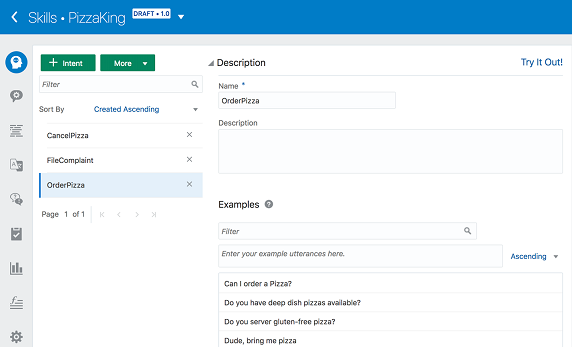 Skills • PizzaKing DRAFT • 1.0
+ Intent More
Filter
Sort By Created Ascending
CancelPizza
FileComplaint
OrderPizza
Page 1 of 1
Description Try It Out!
Name *
OrderPizza
Description
Examples
Filter
Enter your example utterances here. Ascending
Can I order a Pizza?
Do you have deep dish pizzas available?
Do you server gluten-free pizza?
Dude, bring me pizza